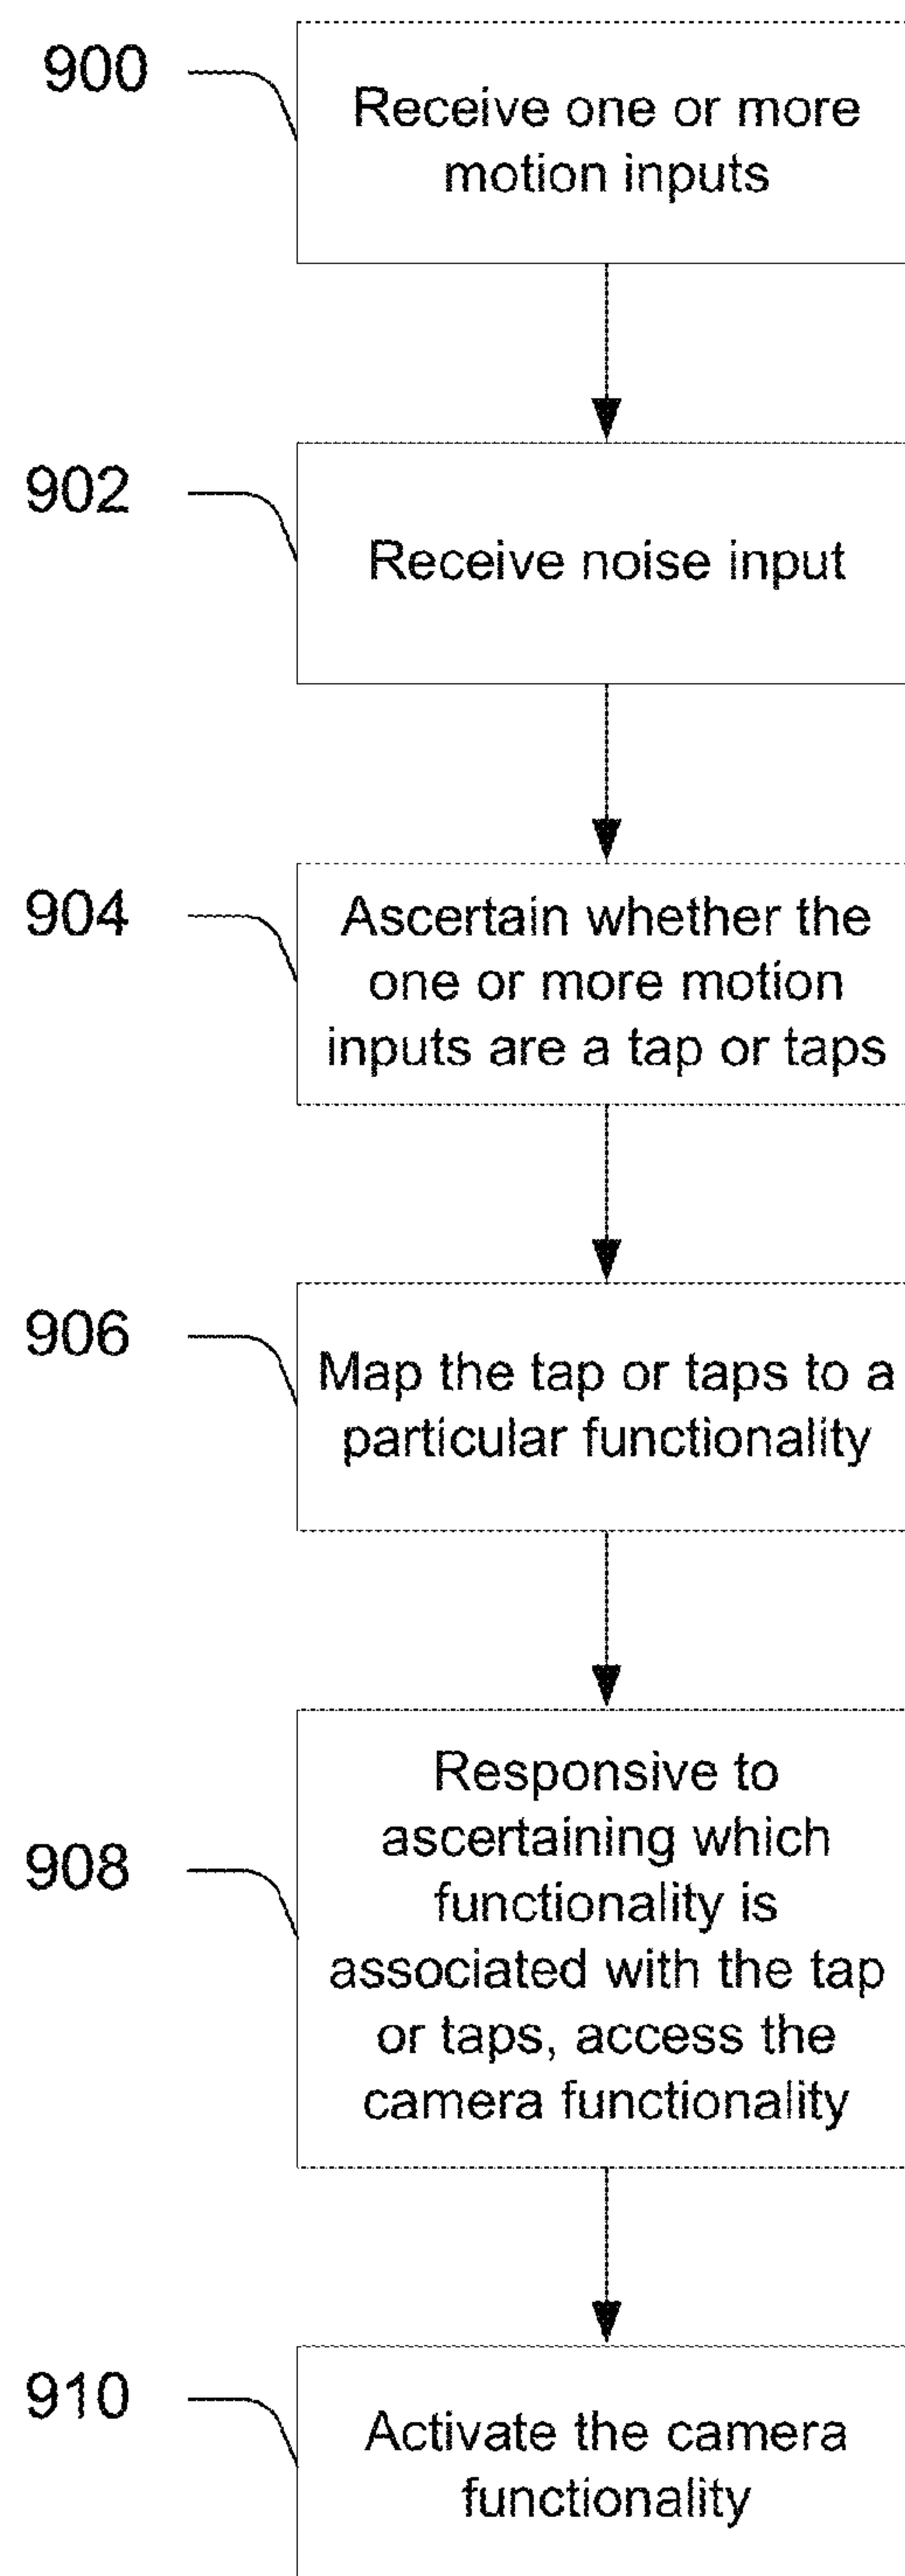 900
Receive one or more
motion inputs
902
Receive noise input
904
Ascertain whether the
one or more motion
inputs are a tap or taps
906
Map the tap or taps to a
particular functionality
908
Responsive to
ascertaining which
functionality is
associated with the tap
or taps, access the
camera functionality
910
Activate the camera
functionality